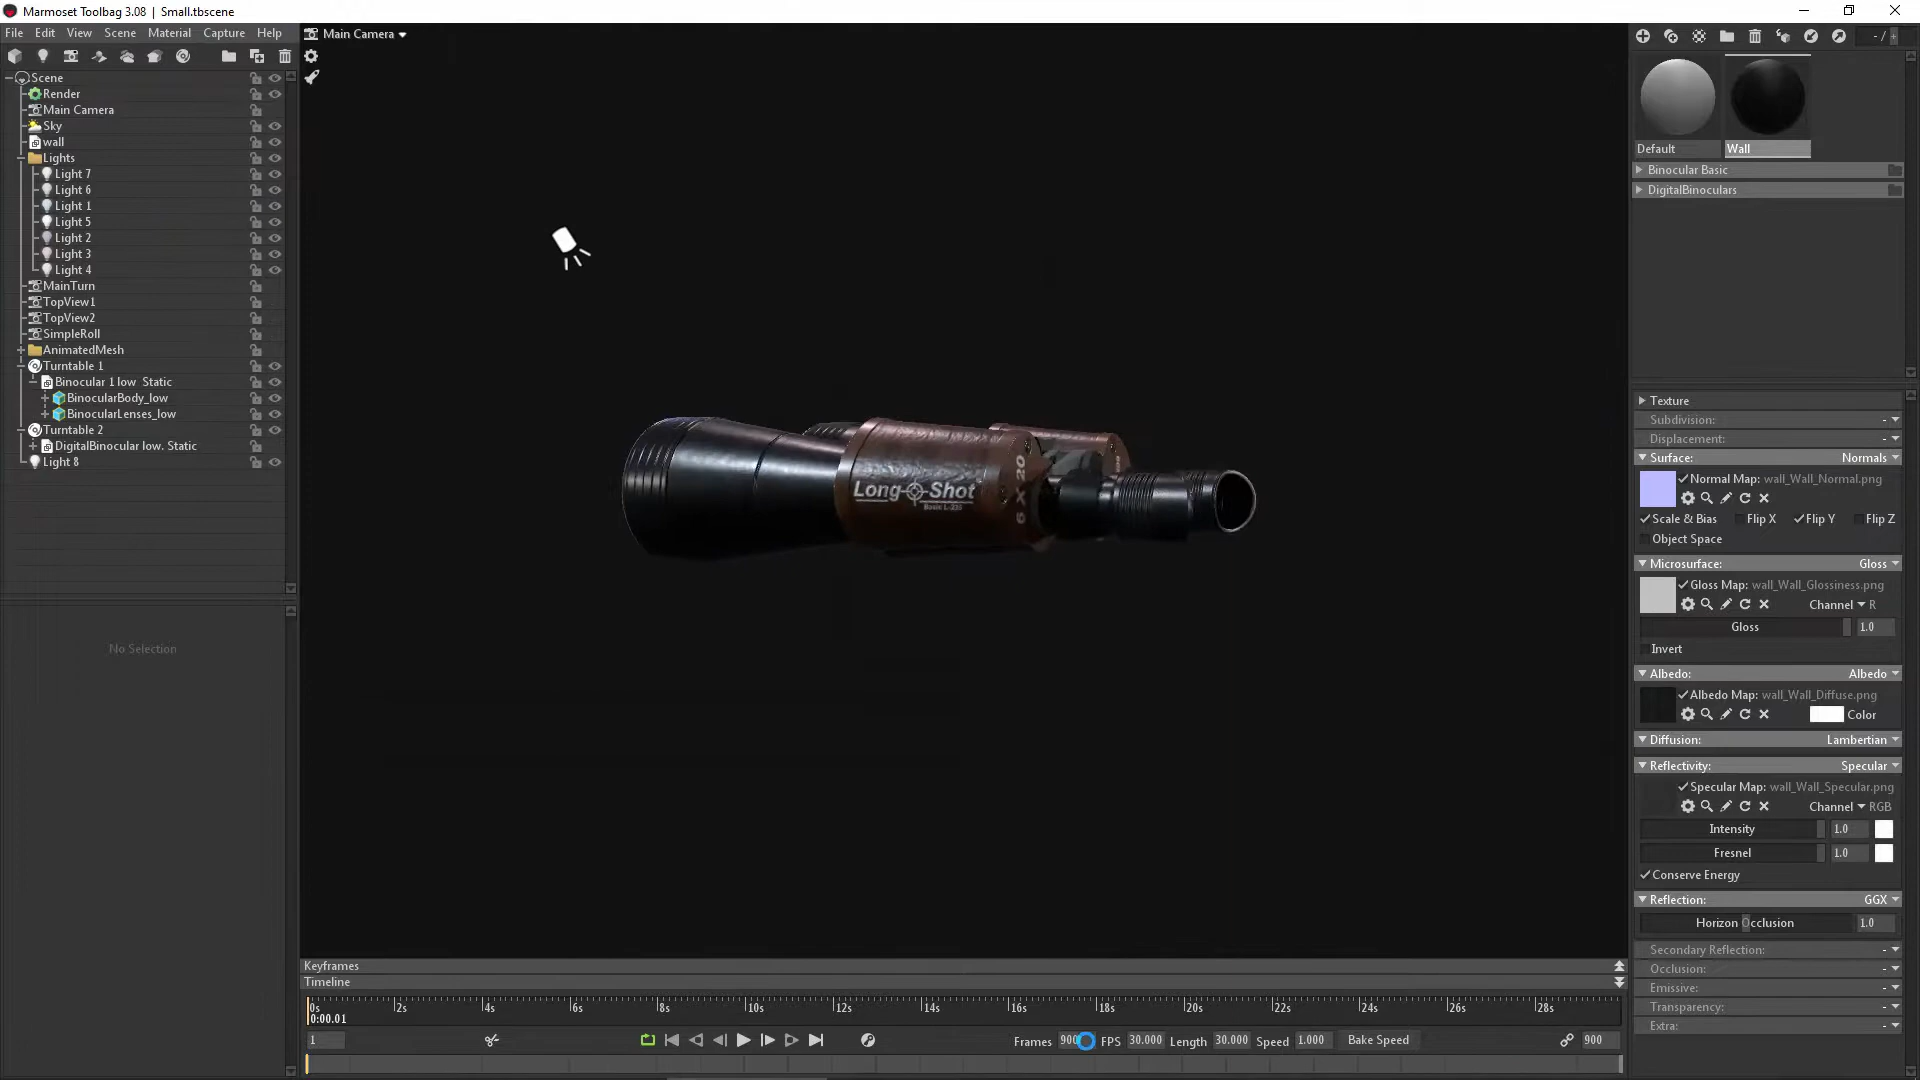 Marmoset Toolbag 3.08 | Small.tbscene
File Edit View Scene Material Capture Help
Main Camera
Scene
Render
Main Camera
Sky
wall
Lights
Light 7
Light 6
Light 1
Light 5
Light 2
Light 3
Light 4
MainTurn
TopView1
TopView2
SimpleRoll
AnimatedMesh
Turntable 1
Binocular 1 low Static
BinocularBody_low
BinocularLenses_low
Turntable 2
DigitalBinocular low. Static
Light 8
No Selection
Long Shot
6 X 20
Keyframes
Timeline
0s 2s 4s 6s 8s 10s 12s 14s 16s 18s 20s 22s 24s 26s 28s
0:00.01
1
Frames 900 FPS 30.000 Length 30.000 Speed 1.000 Bake Speed 900
- / +
Default Wall
Binocular Basic
DigitalBinoculars
Texture
Subdivision: -
Displacement: -
Surface: Normals
Normal Map: wall_Wall_Normal.png
Scale & Bias Flip X Flip Y Flip Z
Object Space
Microsurface: Gloss
Gloss Map: wall_Wall_Glossiness.png
Channel R
Gloss 1.0
Invert
Albedo: Albedo
Albedo Map: wall_Wall_Diffuse.png
Color
Diffusion: Lambertian
Reflectivity: Specular
Specular Map: wall_Wall_Specular.png
Channel RGB
Intensity 1.0
Fresnel 1.0
Conserve Energy
Reflection: GGX
Horizon Occlusion 1.0
Secondary Reflection: -
Occlusion: -
Emissive: -
Transparency: -
Extra: -